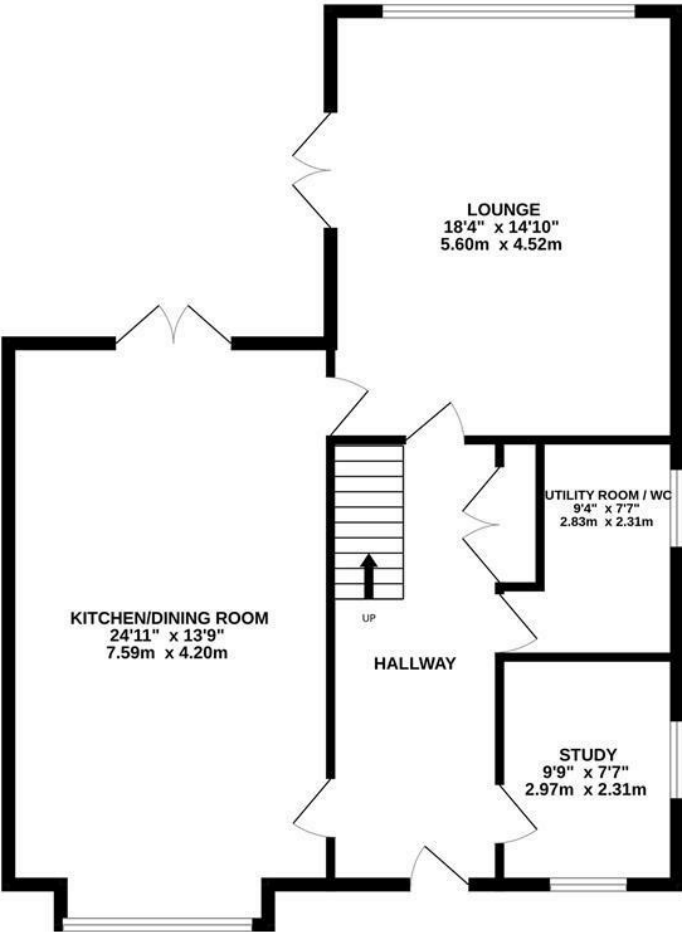 LOUNGE
18'4" x 14'10"
5.60m x 4.52m
UTILITY ROOM / WC
9'4" x 7'7"
2.83m x 2.31m
KITCHEN/DINING ROOM
24'11" x 13'9"
7.59m x 4.20m
UP
HALLWAY
STUDY
9'9" x 7'7"
2.97m x 2.31m